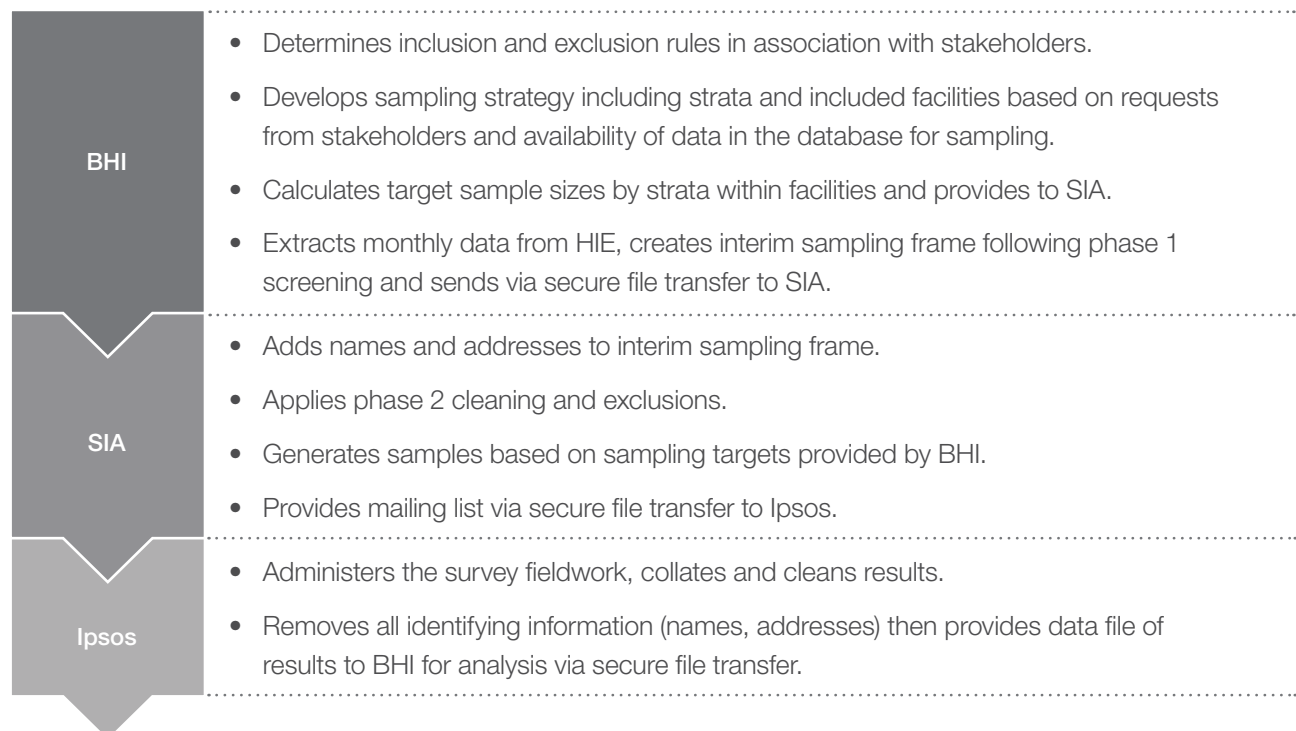 BHI
• Determines inclusion and exclusion rules in association with stakeholders.
• Develops sampling strategy including strata and included facilities based on requests
from stakeholders and availability of data in the database for sampling.
• Calculates target sample sizes by strata within facilities and provides to SIA.
• Extracts monthly data from HIE, creates interim sampling frame following phase 1
screening and sends via secure file transfer to SIA.
SIA
• Adds names and addresses to interim sampling frame.
• Applies phase 2 cleaning and exclusions.
• Generates samples based on sampling targets provided by BHI.
• Provides mailing list via secure file transfer to Ipsos.
Ipsos
• Administers the survey fieldwork, collates and cleans results.
• Removes all identifying information (names, addresses) then provides data file of
results to BHI for analysis via secure file transfer.